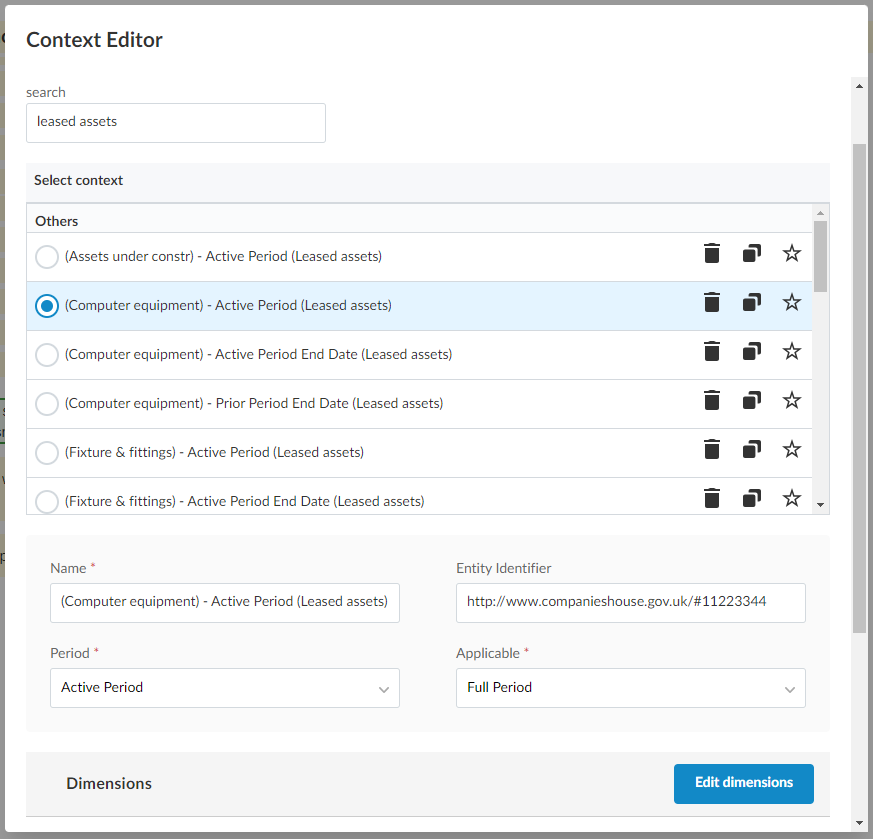 Context Editor
search
leased assets
Select context
Others
(Assets under constr) - Active Period (Leased assets)
(Computer equipment) - Active Period (Leased assets)
(Computer equipment) - Active Period End Date (Leased assets)
(Computer equipment) - Prior Period End Date (Leased assets)
(Fixture & fittings) - Active Period (Leased assets)
(Fixture & fittings) - Active Period End Date (Leased assets)
Name * Entity Identifier
(Computer equipment) - Active Period (Leased assets) http://www.companieshouse.gov.uk/#11223344
Period * Applicable *
Active Period Full Period
Dimensions Edit dimensions